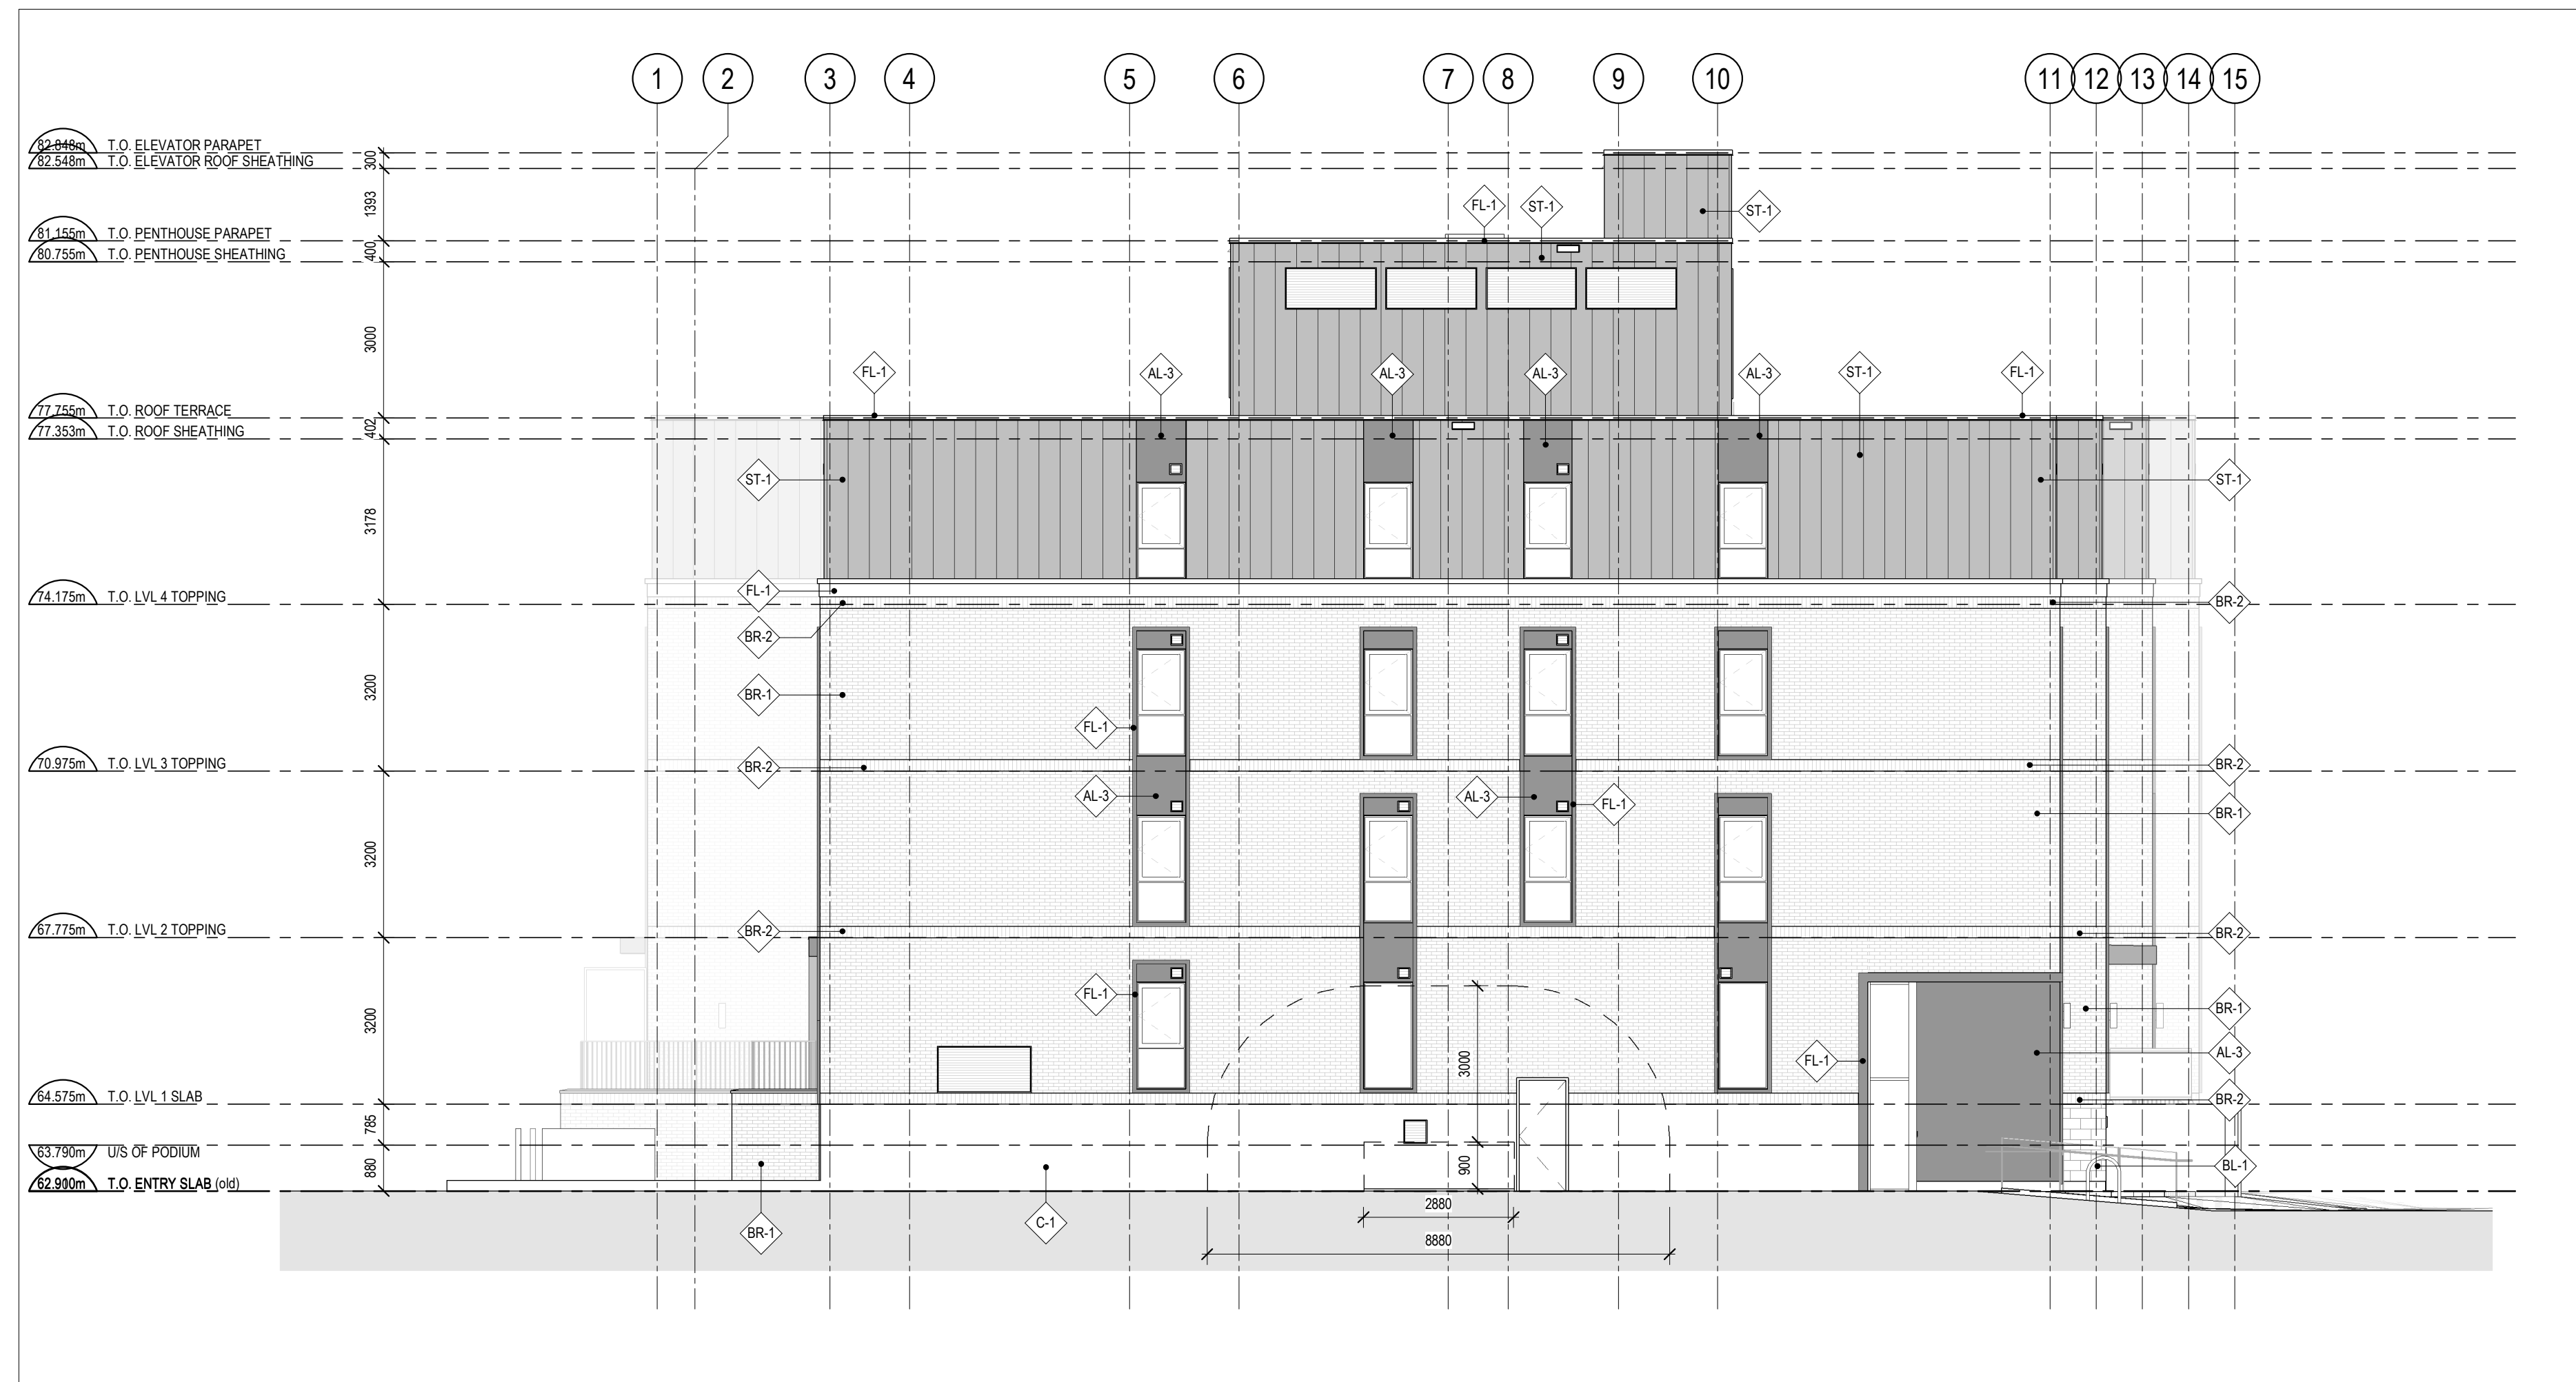 1 2 3 4 5 6 7 8 9 10 11 12 13 14 15
82.848m T.O. ELEVATOR PARAPET
82.548m T.O. ELEVATOR ROOF SHEATHING
300
1393
FL-1 ST-1 ST-1
81.155m T.O. PENTHOUSE PARAPET
400
80.755m T.O. PENTHOUSE SHEATHING
3000
FL-1 AL-3 AL-3 AL-3 AL-3 ST-1 FL-1
77.755m T.O. ROOF TERRACE
402
77.353m T.O. ROOF SHEATHING
ST-1 ST-1
3178
FL-1
74.175m T.O. LVL 4 TOPPING
BR-2
BR-2
3200
BR-1
FL-1
70.975m T.O. LVL 3 TOPPING
BR-2 BR-2
AL-3 AL-3 FL-1 BR-1
3200
67.775m T.O. LVL 2 TOPPING
BR-2 BR-2
FL-1 BR-1
3200
3000
FL-1 AL-3
64.575m T.O. LVL 1 SLAB
BR-2
785
63.790m U/S OF PODIUM
880
900
BL-1
62.900m T.O. ENTRY SLAB (old)
2880
BR-1 C-1
8880